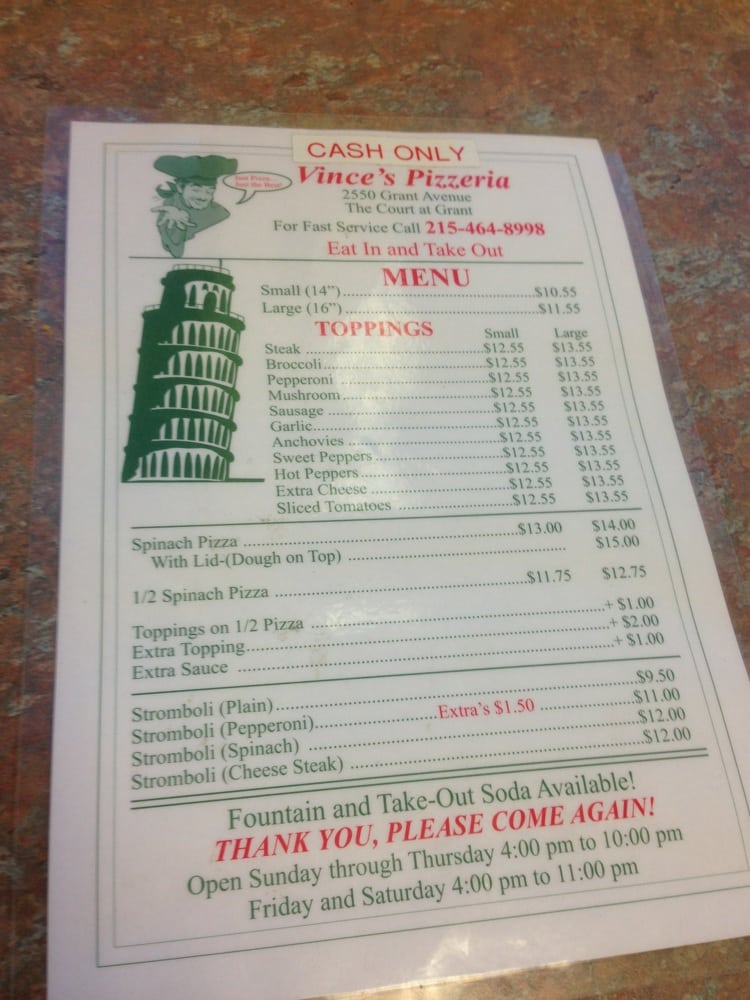 CASH ONLY
Just Pizza...
Just the Best!
Vince's Pizzeria
2550 Grant Avenue
The Court at Grant
For Fast Service Call 215-464-8998
Eat In and Take Out
MENU
Small (14")..........$10.55
Large (16")..........$11.55
TOPPINGS Small Large
Steak ..........$12.55 $13.55
Broccoli..........$12.55 $13.55
Pepperoni ..........$12.55 $13.55
Mushroom..........$12.55 $13.55
Sausage ..........$12.55 $13.55
Garlic..........$12.55 $13.55
Anchovies ..........$12.55 $13.55
Sweet Peppers..........$12.55 $13.55
Hot Peppers..........$12.55 $13.55
Extra Cheese ..........$12.55 $13.55
Sliced Tomatoes ..........$12.55 $13.55
Spinach Pizza ..........$13.00 $14.00
With Lid-(Dough on Top) .......... $15.00
1/2 Spinach Pizza ..........$11.75 $12.75
Toppings on 1/2 Pizza ..........+ $1.00
Extra Topping..........+ $2.00
Extra Sauce ..........+ $1.00
Stromboli (Plain)..........$9.50
Stromboli (Pepperoni)..........Extra's $1.50 ..........$11.00
Stromboli (Spinach) ..........$12.00
Stromboli (Cheese Steak) ..........$12.00
Fountain and Take-Out Soda Available!
THANK YOU, PLEASE COME AGAIN!
Open Sunday through Thursday 4:00 pm to 10:00 pm
Friday and Saturday 4:00 pm to 11:00 pm